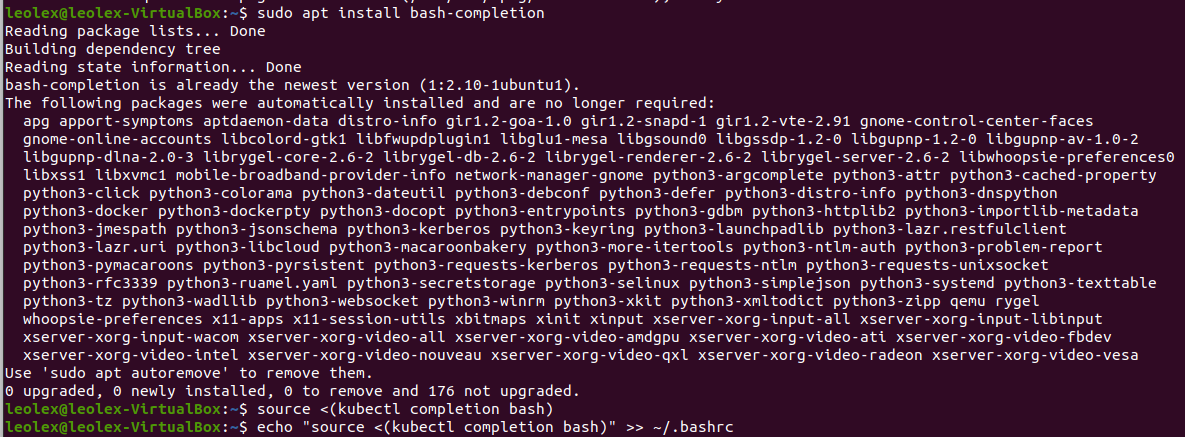 leolex@leolex-VirtualBox:~$ sudo apt install bash-completion
Reading package lists... Done
Building dependency tree
Reading state information... Done
bash-completion is already the newest version (1:2.10-1ubuntu1).
The following packages were automatically installed and are no longer required:
  apg apport-symptoms aptdaemon-data distro-info gir1.2-goa-1.0 gir1.2-snapd-1 gir1.2-vte-2.91 gnome-control-center-faces
  gnome-online-accounts libcolord-gtk1 libfwupdplugin1 libglu1-mesa libgsound0 libgssdp-1.2-0 libgupnp-1.2-0 libgupnp-av-1.0-2
  libgupnp-dlna-2.0-3 librygel-core-2.6-2 librygel-db-2.6-2 librygel-renderer-2.6-2 librygel-server-2.6-2 libwhoopsie-preferences0
  libxss1 libxvmc1 mobile-broadband-provider-info network-manager-gnome python3-argcomplete python3-attr python3-cached-property
  python3-click python3-colorama python3-dateutil python3-debconf python3-defer python3-distro-info python3-dnspython
  python3-docker python3-dockerpty python3-docopt python3-entrypoints python3-gdbm python3-httplib2 python3-importlib-metadata
  python3-jmespath python3-jsonschema python3-kerberos python3-keyring python3-launchpadlib python3-lazr.restfulclient
  python3-lazr.uri python3-libcloud python3-macaroonbakery python3-more-itertools python3-ntlm-auth python3-problem-report
  python3-pymacaroons python3-pyrsistent python3-requests-kerberos python3-requests-ntlm python3-requests-unixsocket
  python3-rfc3339 python3-ruamel.yaml python3-secretstorage python3-selinux python3-simplejson python3-systemd python3-texttable
  python3-tz python3-wadllib python3-websocket python3-winrm python3-xkit python3-xmltodict python3-zipp qemu rygel
  whoopsie-preferences x11-apps x11-session-utils xbitmaps xinit xinput xserver-xorg-input-all xserver-xorg-input-libinput
  xserver-xorg-input-wacom xserver-xorg-video-all xserver-xorg-video-amdgpu xserver-xorg-video-ati xserver-xorg-video-fbdev
  xserver-xorg-video-intel xserver-xorg-video-nouveau xserver-xorg-video-qxl xserver-xorg-video-radeon xserver-xorg-video-vesa
Use 'sudo apt autoremove' to remove them.
0 upgraded, 0 newly installed, 0 to remove and 176 not upgraded.
leolex@leolex-VirtualBox:~$ source <(kubectl completion bash)
leolex@leolex-VirtualBox:~$ echo "source <(kubectl completion bash)" >> ~/.bashrc